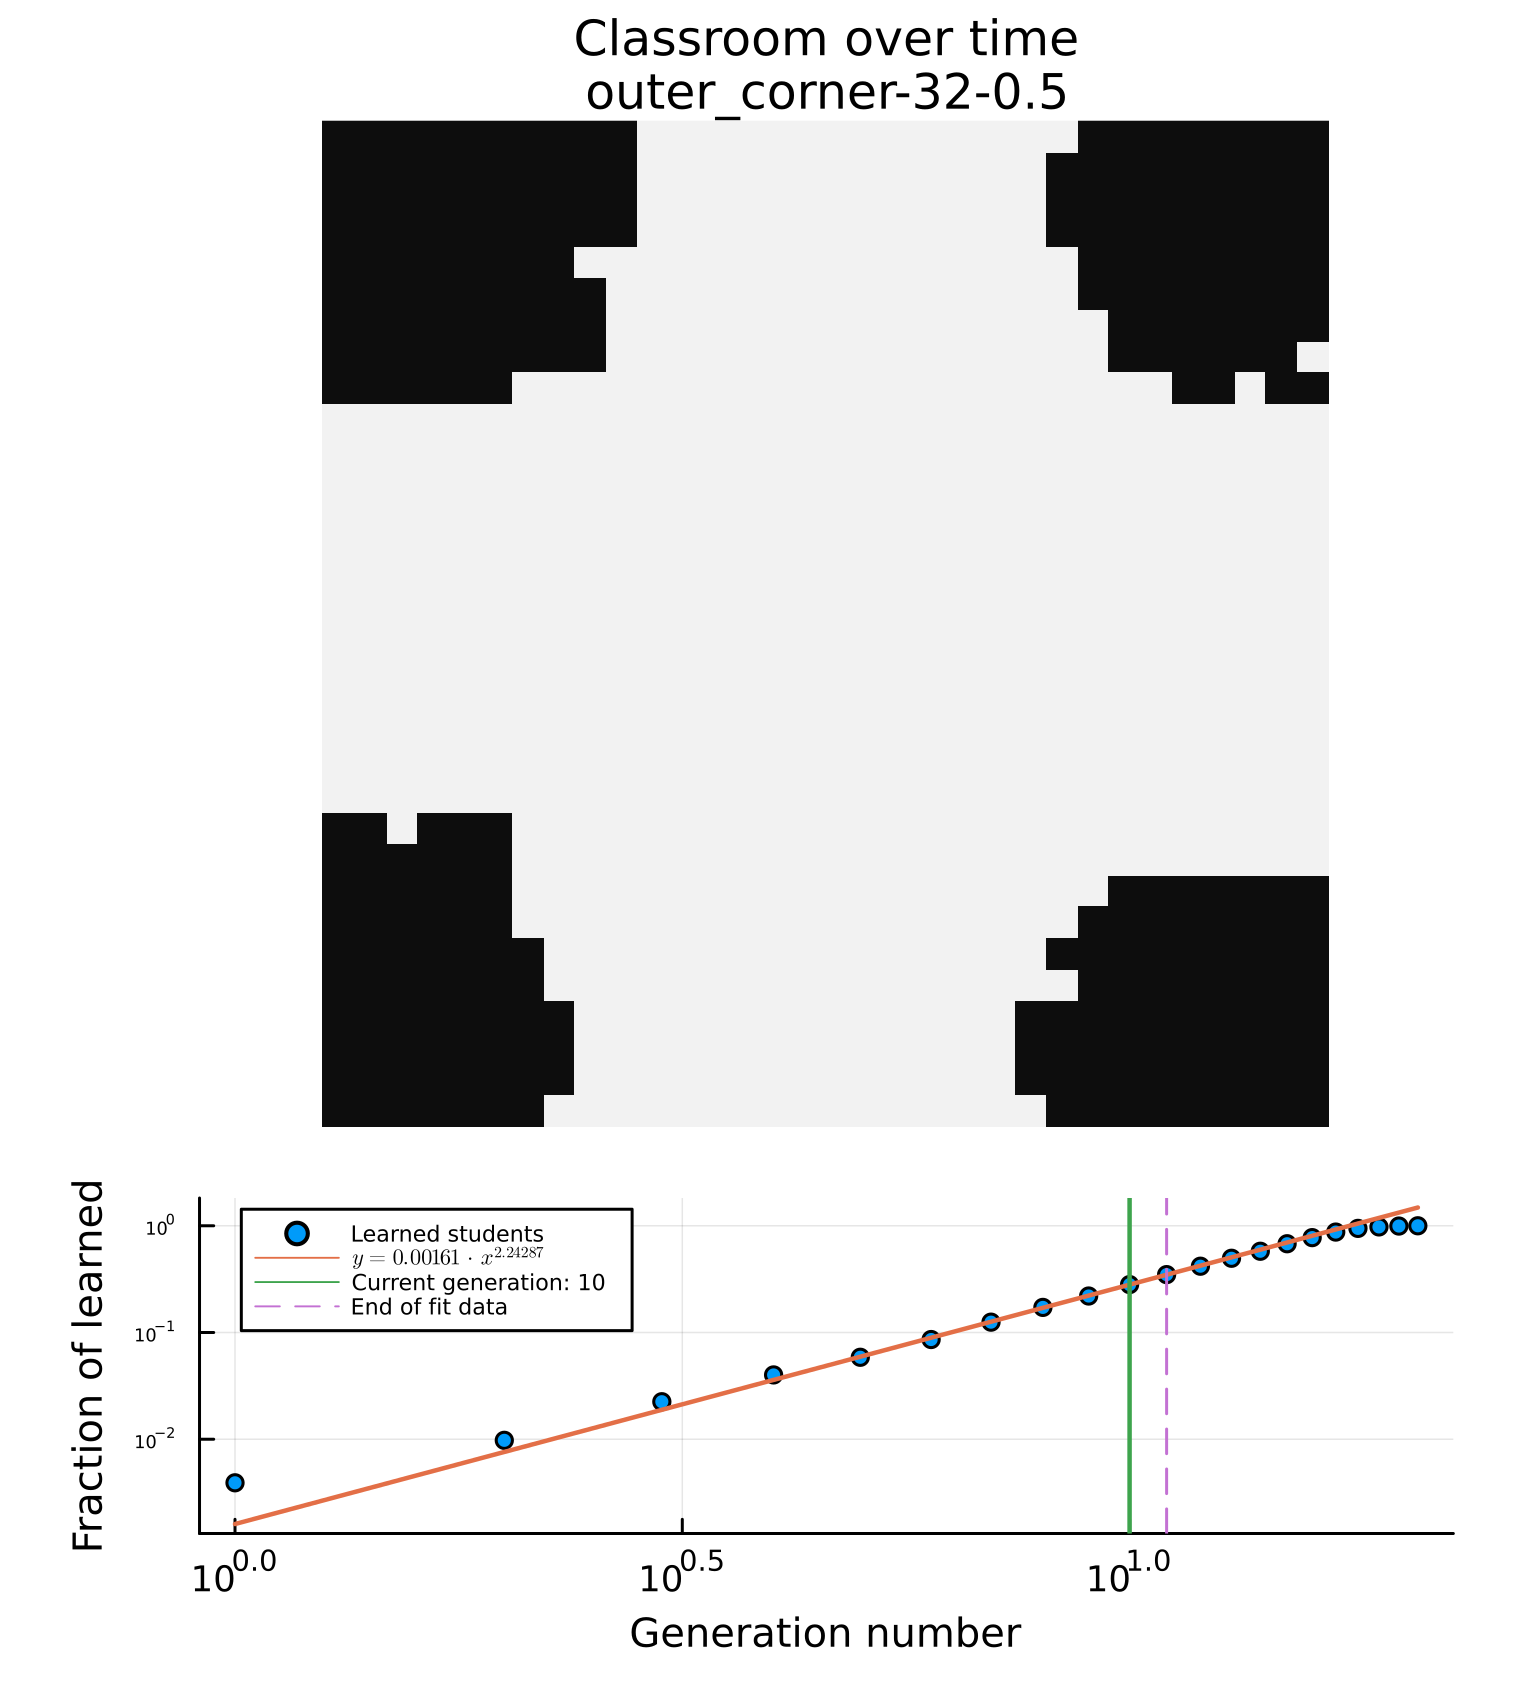 Classroom over time
outer_corner-32-0.5
Fraction of learned
10^0
10^-1
10^-2
Learned students
y = 0.00161 · x^2.24287
Current generation: 10
End of fit data
10^0.0 10^0.5 10^1.0
Generation number